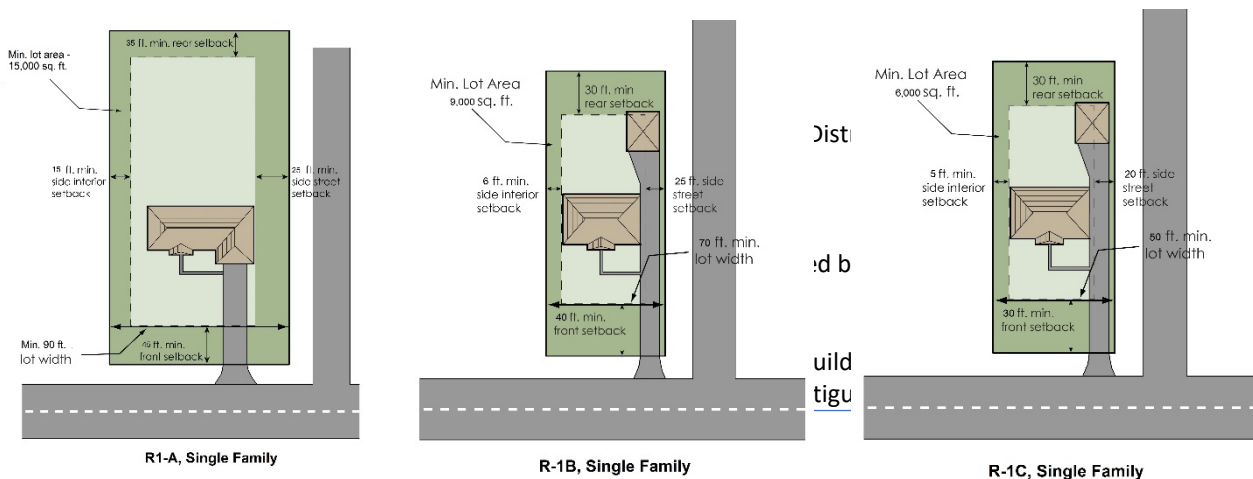 35 ft. min. rear setback
Min. lot area -
15,000 sq. ft.
15 ft. min.
side interior
setback
25 ft. min.
side street
setback
Min. 90 ft.
lot width
ft. min.
front setback
R1-A, Single Family
30 ft. min
rear setback
Min. Lot Area
9,000 sq. ft.
6 ft. min.
side interior
setback
25 ft. side
street
setback
70 ft. min.
lot width
40 ft. min.
front setback
R-1B, Single Family
Dist
ed b
uild
tigu
30 ft. min
rear setback
Min. Lot Area
6,000 sq. ft.
5 ft. min.
side interior
setback
20 ft. side
street
setback
50 ft. min.
lot width
30 ft. min.
front setback
R-1C, Single Family